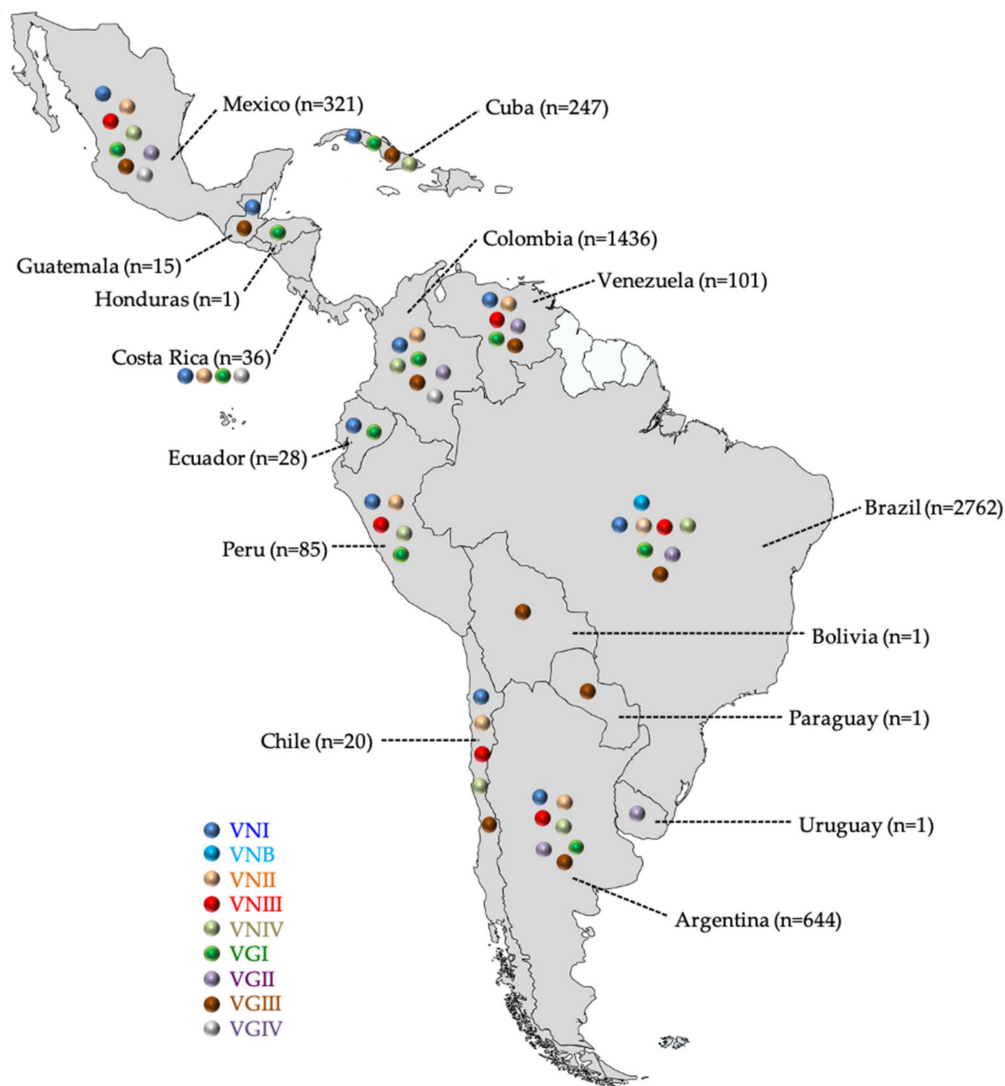 Mexico (n=321)
Cuba (n=247)
Colombia (n=1436)
Guatemala (n=15)
Venezuela (n=101)
Honduras (n=1)
Costa Rica (n=36)
Ecuador (n=28)
Brazil (n=2762)
Peru (n=85)
Bolivia (n=1)
Paraguay (n=1)
Chile (n=20)
Uruguay (n=1)
Argentina (n=644)
VNI
VNB
VNII
VNIII
VNIV
VGI
VGII
VGIII
VGIV